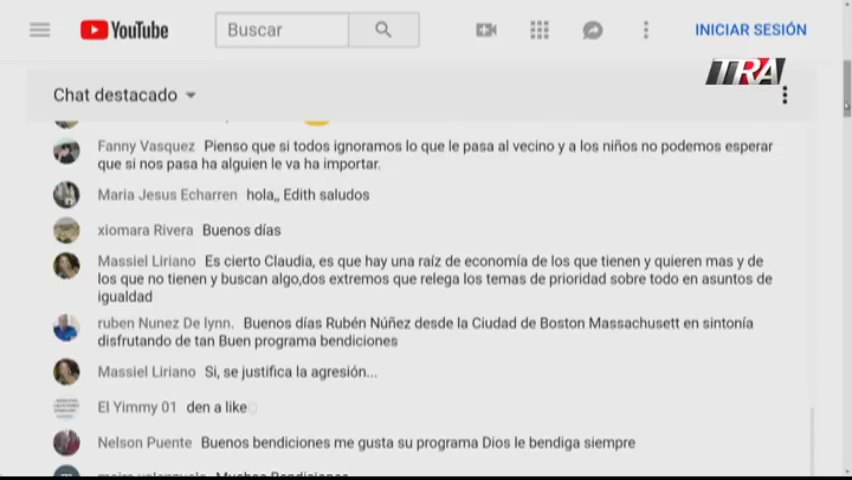 YouTube
Buscar
INICIAR SESIÓN
TRA
Chat destacado
Fanny Vasquez Pienso que si todos ignoramos lo que le pasa al vecino y a los niños no podemos esperar
que si nos pasa ha alguien le va ha importar.
Maria Jesus Echarren hola,, Edith saludos
xiomara Rivera Buenos días
Massiel Liriano Es cierto Claudia, es que hay una raíz de economía de los que tienen y quieren mas y de
los que no tienen y buscan algo,dos extremos que relega los temas de prioridad sobre todo en asuntos de
igualdad
ruben Nunez De lynn. Buenos días Rubén Núñez desde la Ciudad de Boston Massachusett en sintonía
disfrutando de tan Buen programa bendiciones
Massiel Liriano Si, se justifica la agresión...
El Yimmy 01 den a like
Nelson Puente Buenos bendiciones me gusta su programa Dios le bendiga siempre